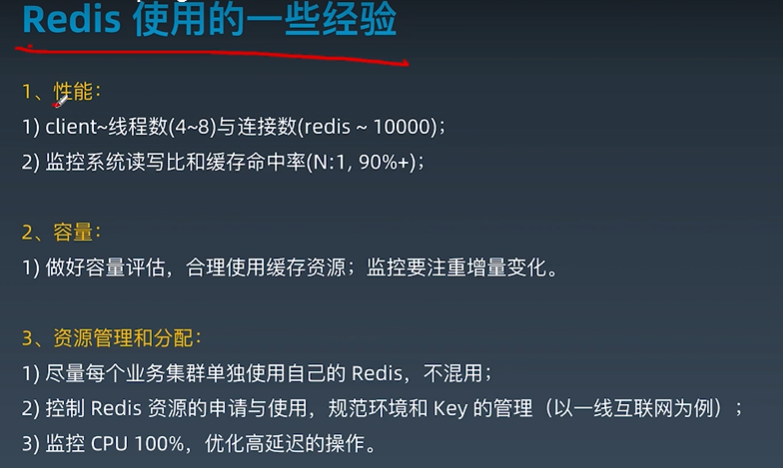 Redis 使用的一些经验
1、性能：
1) client~线程数(4~8)与连接数(redis ~ 10000)；
2) 监控系统读写比和缓存命中率(N:1, 90%+)；
2、容量：
1) 做好容量评估，合理使用缓存资源；监控要注重增量变化。
3、资源管理和分配：
1) 尽量每个业务集群单独使用自己的 Redis，不混用；
2) 控制 Redis 资源的申请与使用，规范环境和 Key 的管理（以一线互联网为例）；
3) 监控 CPU 100%，优化高延迟的操作。